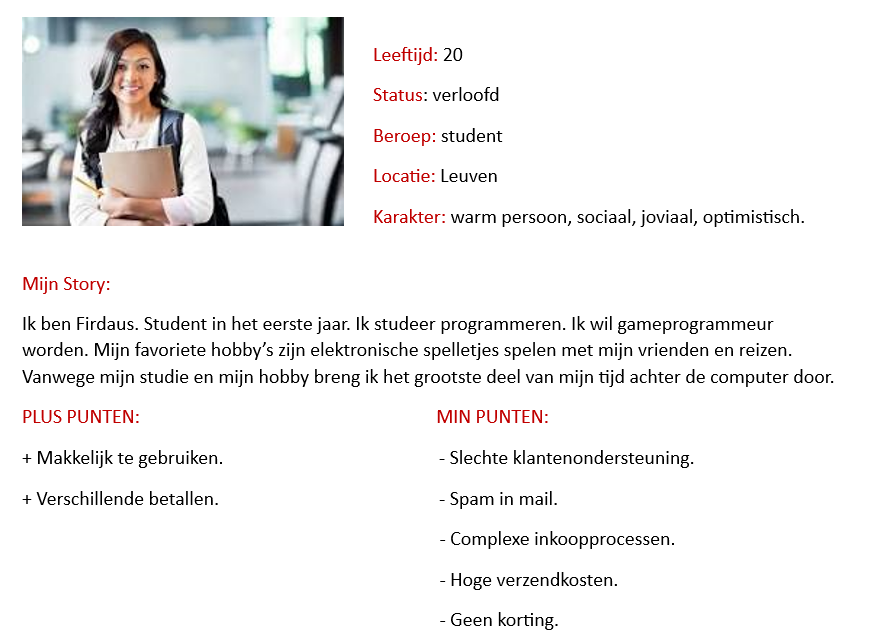 Leeftijd: 20
Status: verloofd
Beroep: student
Locatie: Leuven
Karakter: warm persoon, sociaal, joviaal, optimistisch.
Mijn Story:
Ik ben Firdaus. Student in het eerste jaar. Ik studeer programmeren. Ik wil gameprogrammeur
worden. Mijn favoriete hobby’s zijn elektronische spelletjes spelen met mijn vrienden en reizen.
Vanwege mijn studie en mijn hobby breng ik het grootste deel van mijn tijd achter de computer door.
PLUS PUNTEN:
+ Makkelijk te gebruiken.
+ Verschillende betallen.
MIN PUNTEN:
- Slechte klantenondersteuning.
- Spam in mail.
- Complexe inkoopprocessen.
- Hoge verzendkosten.
- Geen korting.